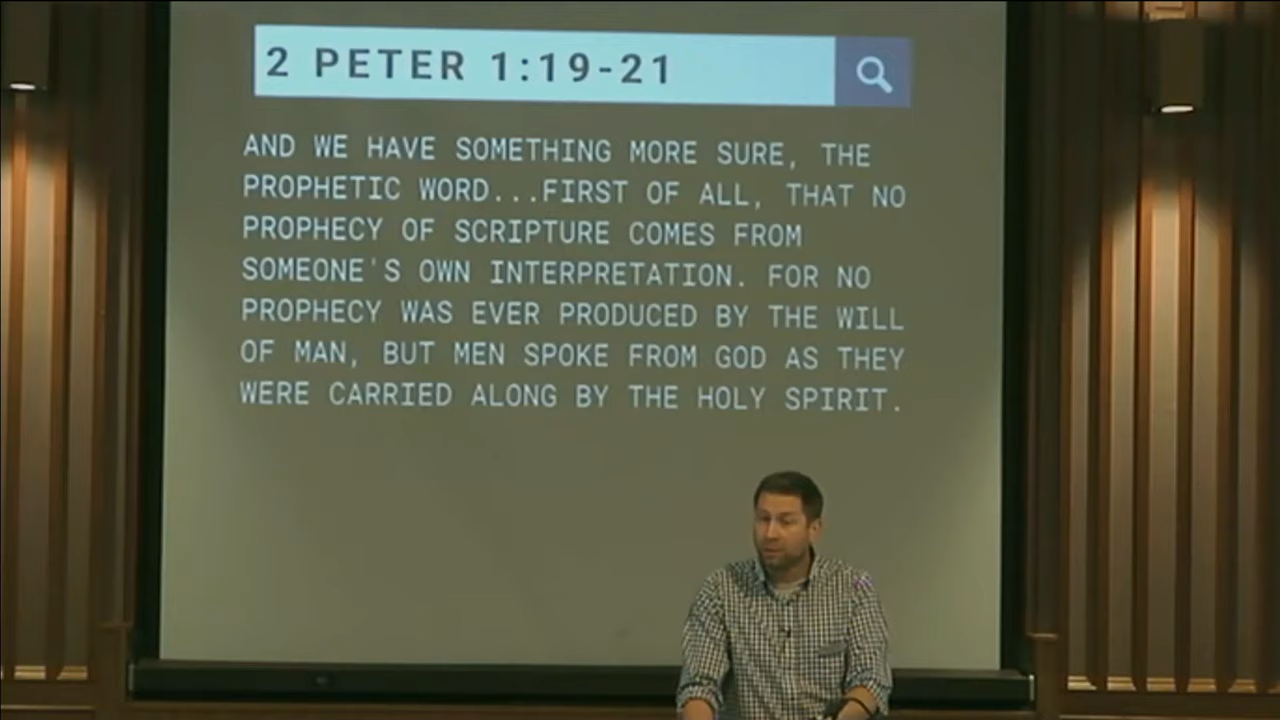 2 PETER 1:19-21
AND WE HAVE SOMETHING MORE SURE, THE
PROPHETIC WORD...FIRST OF ALL, THAT NO
PROPHECY OF SCRIPTURE COMES FROM
SOMEONE'S OWN INTERPRETATION. FOR NO
PROPHECY WAS EVER PRODUCED BY THE WILL
OF MAN, BUT MEN SPOKE FROM GOD AS THEY
WERE CARRIED ALONG BY THE HOLY SPIRIT.